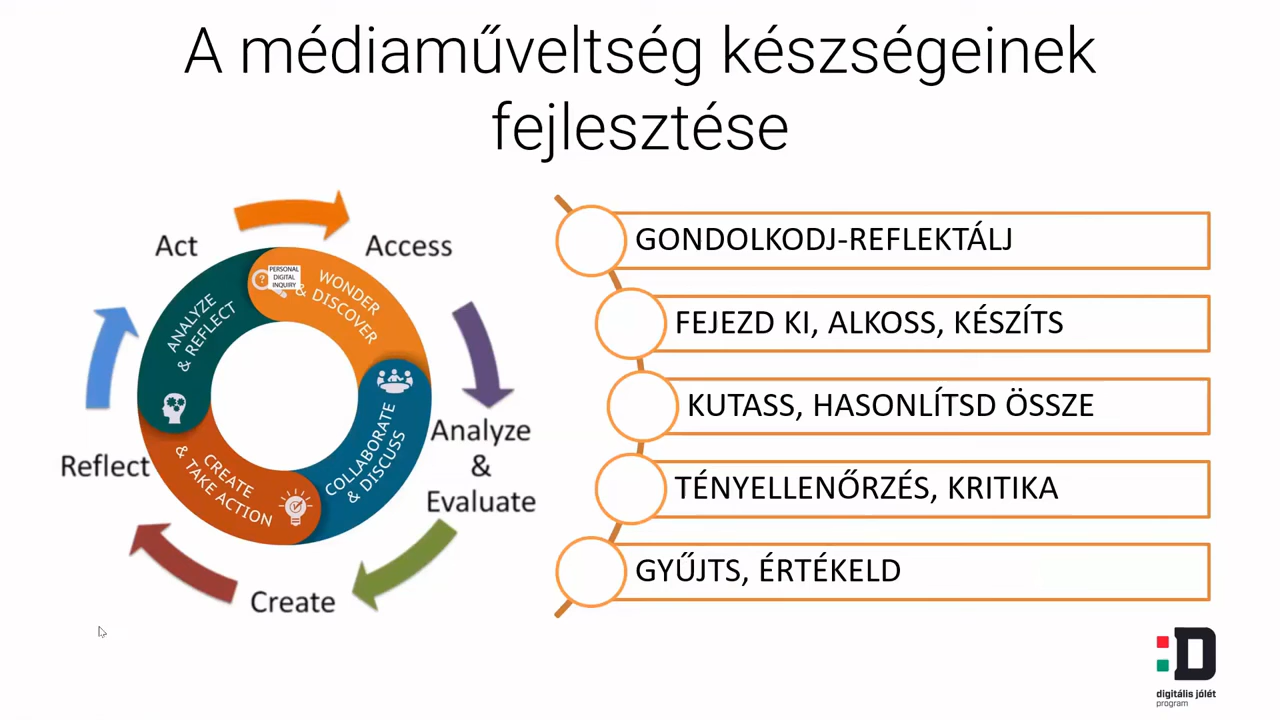 A médiaműveltség készségeinek
fejlesztése
Act
Access
Analyze
&
Evaluate
Create
Reflect
PERSONAL
DIGITAL
INQUIRY
WONDER
& DISCOVER
COLLABORATE
& DISCUSS
CREATE
& TAKE ACTION
ANALYZE
& REFLECT
?
GONDOLKODJ-REFLEKTÁLJ
FEJEZD KI, ALKOSS, KÉSZÍTS
KUTASS, HASONLÍTSD ÖSSZE
TÉNYELLENŐRZÉS, KRITIKA
GYŰJTS, ÉRTÉKELD
:D
digitális jólét
program